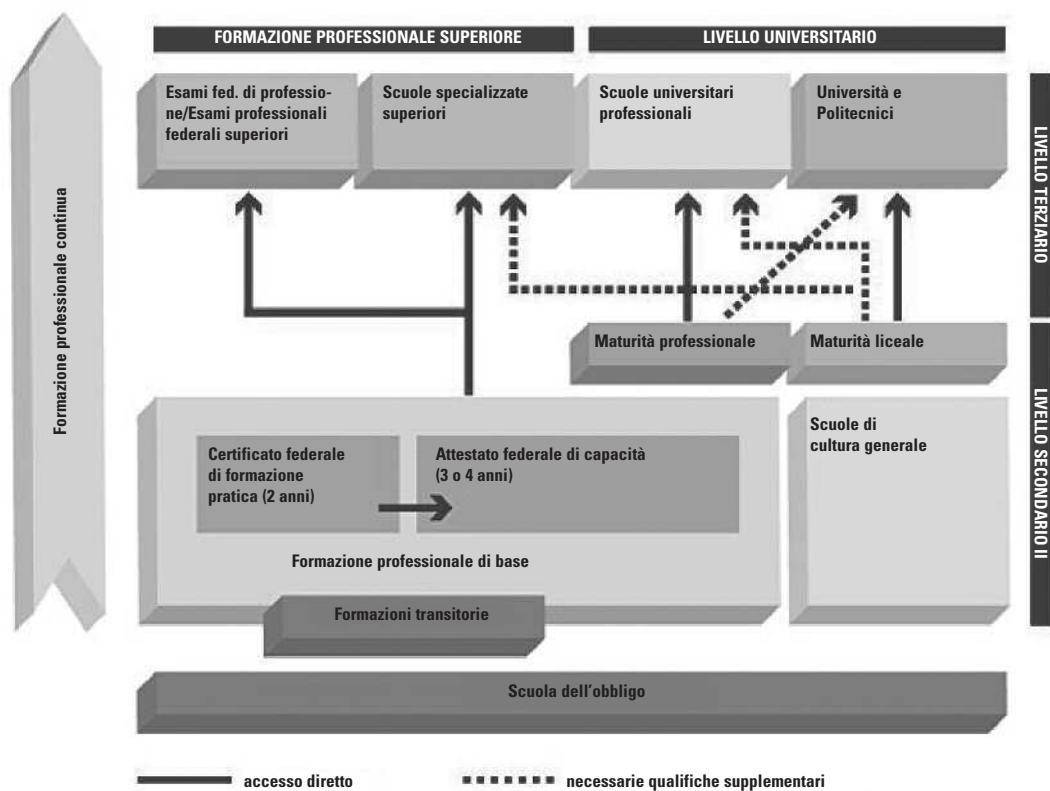 FORMAZIONE PROFESSIONALE SUPERIORE
LIVELLO UNIVERSITARIO
Esami fed. di professio-
ne/Esami professionali
federali superiori
Scuole specializzate
superiori
Scuole universitari
professionali
Università e
Politecnici
LIVELLO TERZIARIO
Formazione professionale continua
Maturità professionale
Maturità liceale
Certificato federale
di formazione
pratica (2 anni)
Attestato federale di capacità
(3 o 4 anni)
Scuole di
cultura generale
LIVELLO SECONDARIO II
Formazione professionale di base
Formazioni transitorie
Scuola dell'obbligo
accesso diretto
necessarie qualifiche supplementari